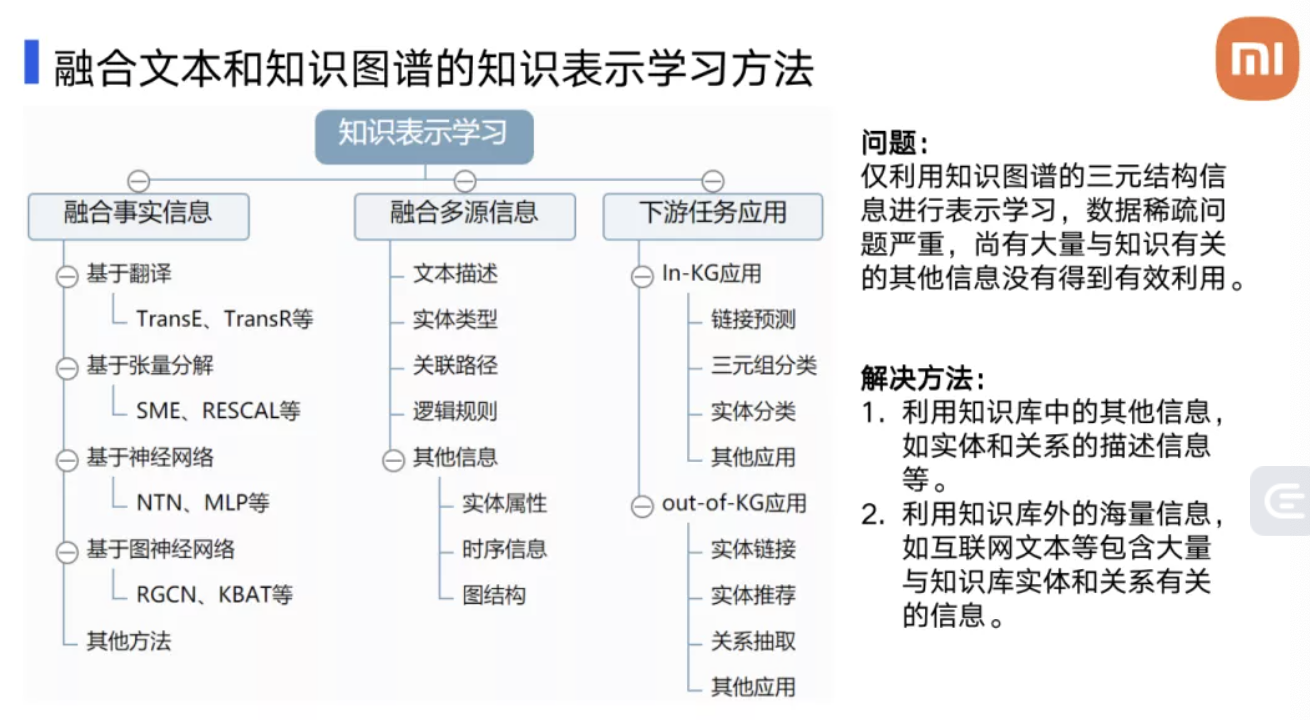 融合文本和知识图谱的知识表示学习方法
mi
知识表示学习
融合事实信息
基于翻译
TransE、TransR等
基于张量分解
SME、RESCAL等
基于神经网络
NTN、MLP等
基于图神经网络
RGCN、KBAT等
其他方法
融合多源信息
文本描述
实体类型
关联路径
逻辑规则
其他信息
实体属性
时序信息
图结构
下游任务应用
In-KG应用
链接预测
三元组分类
实体分类
其他应用
out-of-KG应用
实体链接
实体推荐
关系抽取
其他应用
问题：
仅利用知识图谱的三元结构信
息进行表示学习，数据稀疏问
题严重，尚有大量与知识有关
的其他信息没有得到有效利用。
解决方法：
1. 利用知识库中的其他信息，
如实体和关系的描述信息
等。
2. 利用知识库外的海量信息，
如互联网文本等包含大量
与知识库实体和关系有关
的信息。